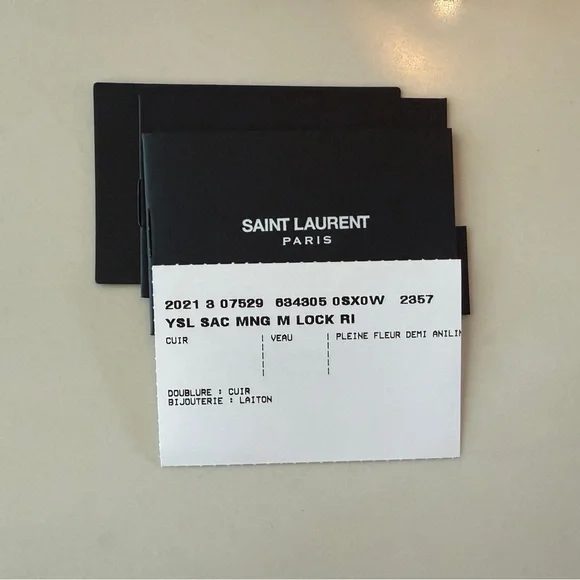 SAINT LAURENT
PARIS
2021 3 07529 634305 0SX0W 2357
YSL SAC MNG M LOCK RI
CUIR | VEAU | PLEINE FLEUR DEMI ANILIN
DOUBLURE : CUIR
BIJOUTERIE : LAITON